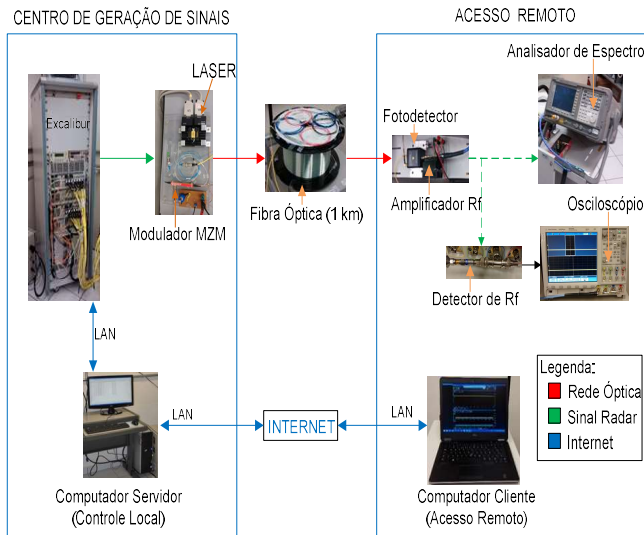 CENTRO DE GERAÇÃO DE SINAIS
ACESSO REMOTO
LASER
Excalibur
Modulador MZM
Fibra Óptica (1 km)
Fotodetector
Amplificador Rf
Analisador de Espectro
Osciloscópio
Detector de Rf
LAN
LAN
INTERNET
LAN
Computador Servidor
(Controle Local)
Computador Cliente
(Acesso Remoto)
Legenda:
Rede Óptica
Sinal Radar
Internet